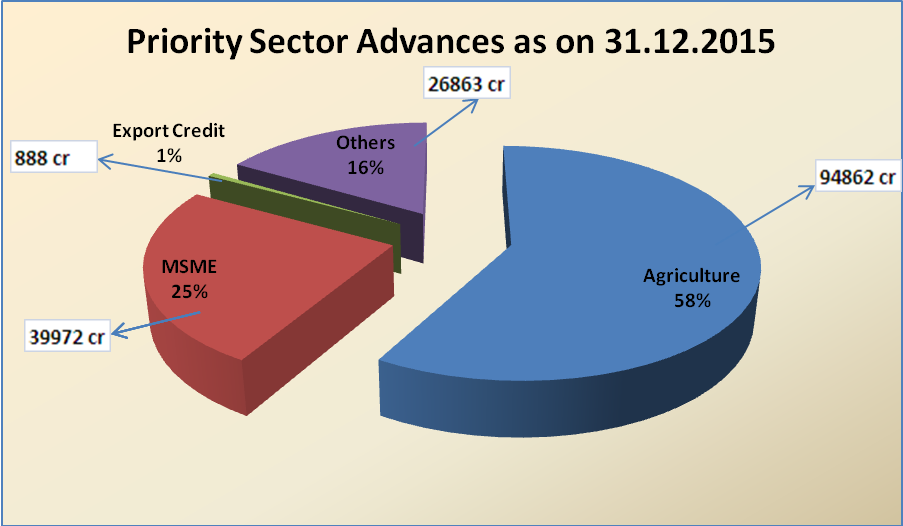 Priority Sector Advances as on 31.12.2015
26863 cr
Export Credit
1%
888 cr
Others
16%
94862 cr
MSME
25%
Agriculture
58%
39972 cr